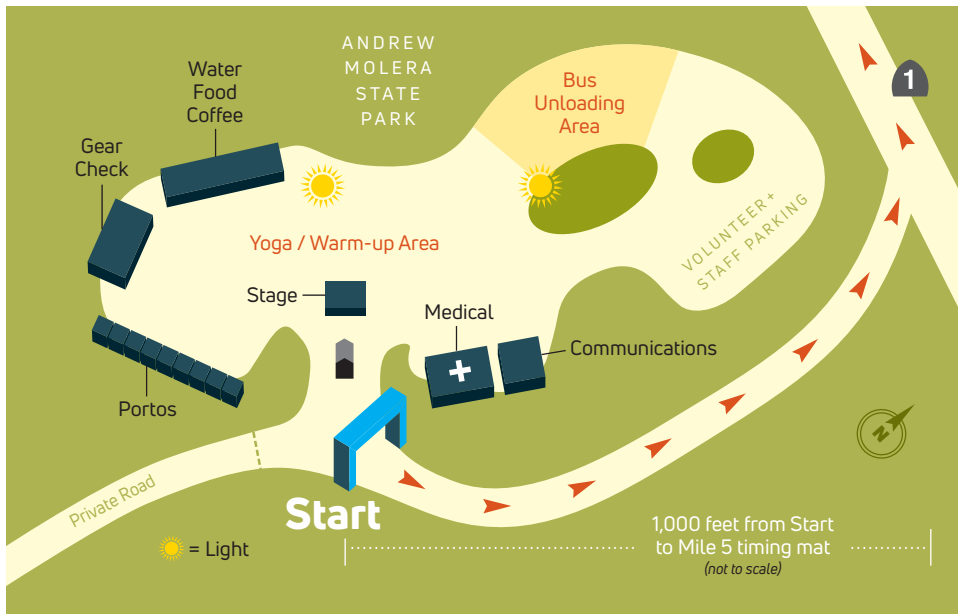 ANDREW
MOLERA
STATE
PARK
Water
Food
Coffee
Gear
Check
Bus
Unloading
Area
1
VOLUNTEER+
STAFF PARKING
Yoga / Warm-up Area
Stage
Medical
Communications
Portos
N
Private Road
Start
= Light
1,000 feet from Start
to Mile 5 timing mat
(not to scale)